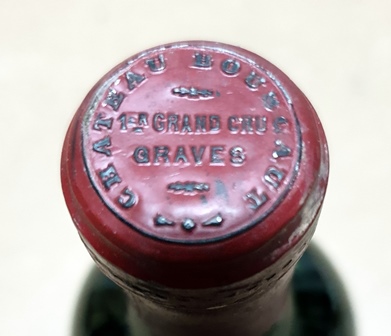 CHATEAU BOUSCAUT
1ER GRAND CRU
GRAVES